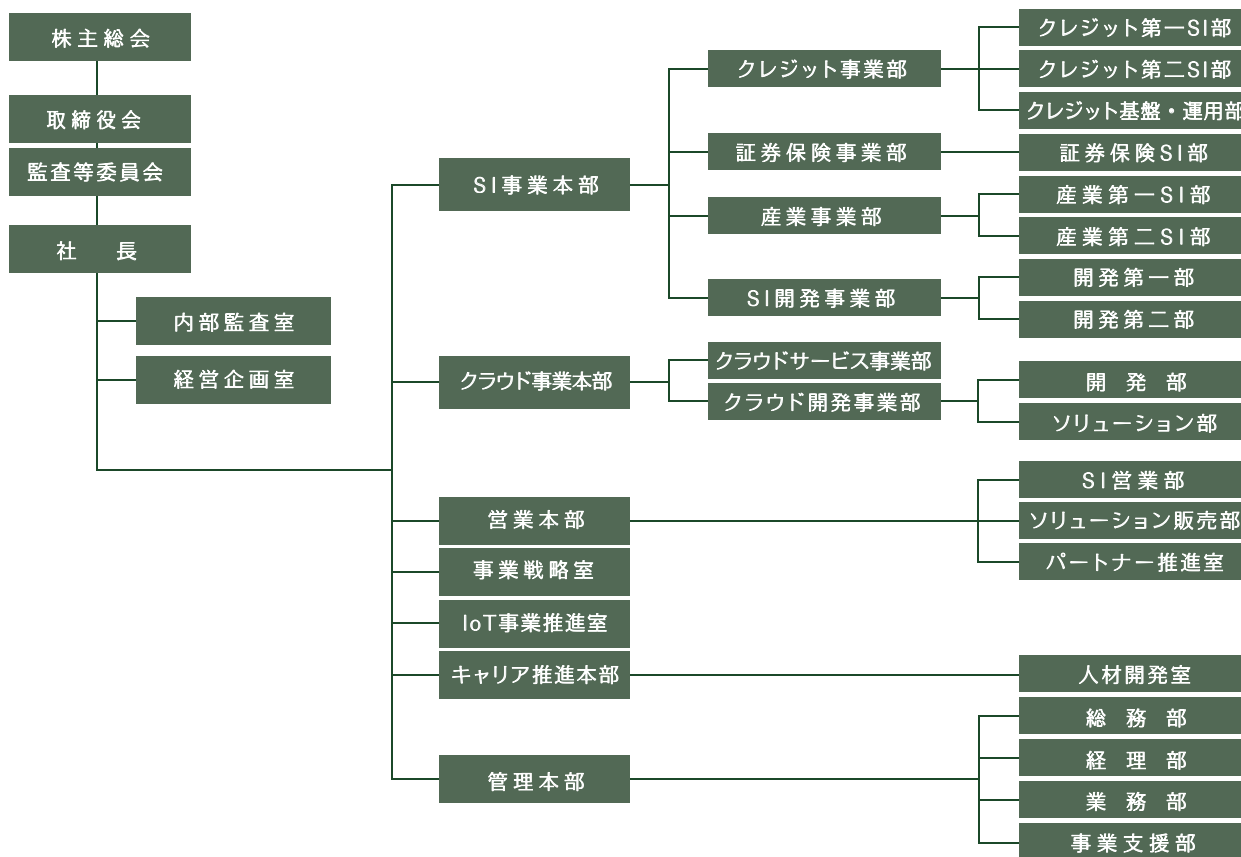 株主総会
取締役会
監査等委員会
社　長
内部監査室
経営企画室
SI事業本部
クレジット事業部
クレジット第一SI部
クレジット第二SI部
クレジット基盤・運用部
証券保険事業部
証券保険SI部
産業事業部
産業第一SI部
産業第二SI部
SI開発事業部
開発第一部
開発第二部
クラウド事業本部
クラウドサービス事業部
クラウド開発事業部
開発部
ソリューション部
営業本部
SI営業部
ソリューション販売部
パートナー推進室
事業戦略室
IoT事業推進室
キャリア推進本部
人材開発室
管理本部
総務部
経理部
業務部
事業支援部